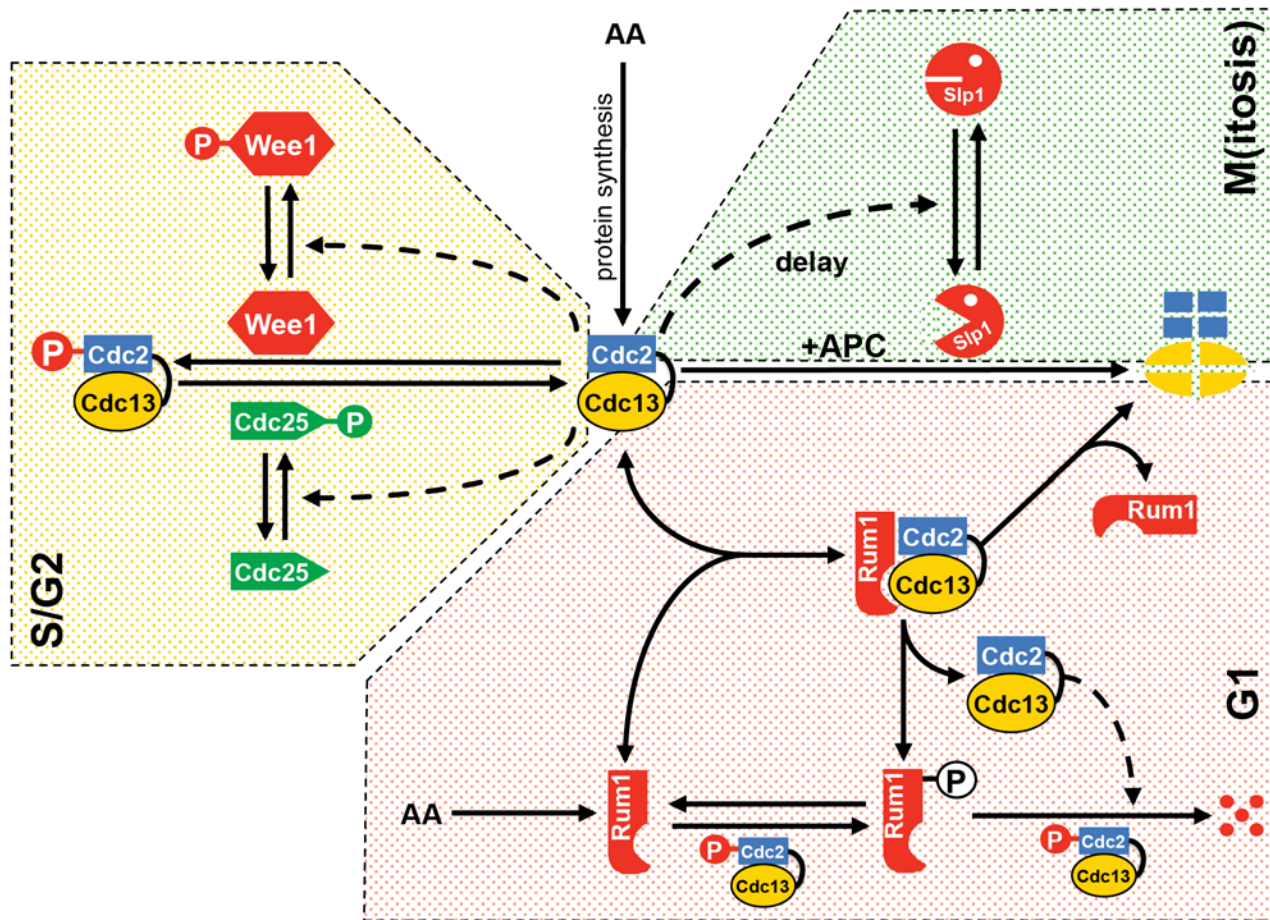 AA
protein synthesis
M(itosis)
Slp1
P
Wee1
delay
Wee1
Slp1
+APC
P
Cdc2
Cdc13
Cdc2
Cdc13
Cdc25
P
Cdc25
S/G2
Rum1
Rum1
Cdc2
Cdc13
Cdc2
Cdc13
G1
AA
Rum1
Rum1
P
P
Cdc2
Cdc13
P
Cdc2
Cdc13